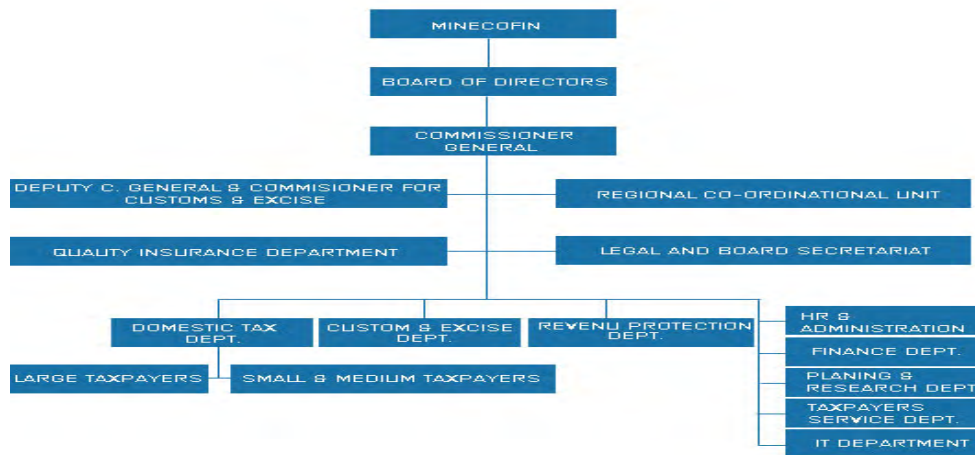 MINECOFIN
BOARD OF DIRECTORS
COMMISSIONER
GENERAL
DEPUTY C. GENERAL & COMMISIONER FOR
CUSTOMS & EXCISE
REGIONAL CO-ORDINATIONAL UNIT
QUALITY INSURANCE DEPARTMENT
LEGAL AND BOARD SECRETARIAT
DOMESTIC TAX
DEPT.
CUSTOM & EXCISE
DEPT.
REVENU PROTECTION
DEPT.
HR &
ADMINISTRATION
FINANCE DEPT.
PLANING &
RESEARCH DEPT
TAXPAYERS
SERVICE DEPT.
IT DEPARTMENT
LARGE TAXPAYERS
SMALL & MEDIUM TAXPAYERS